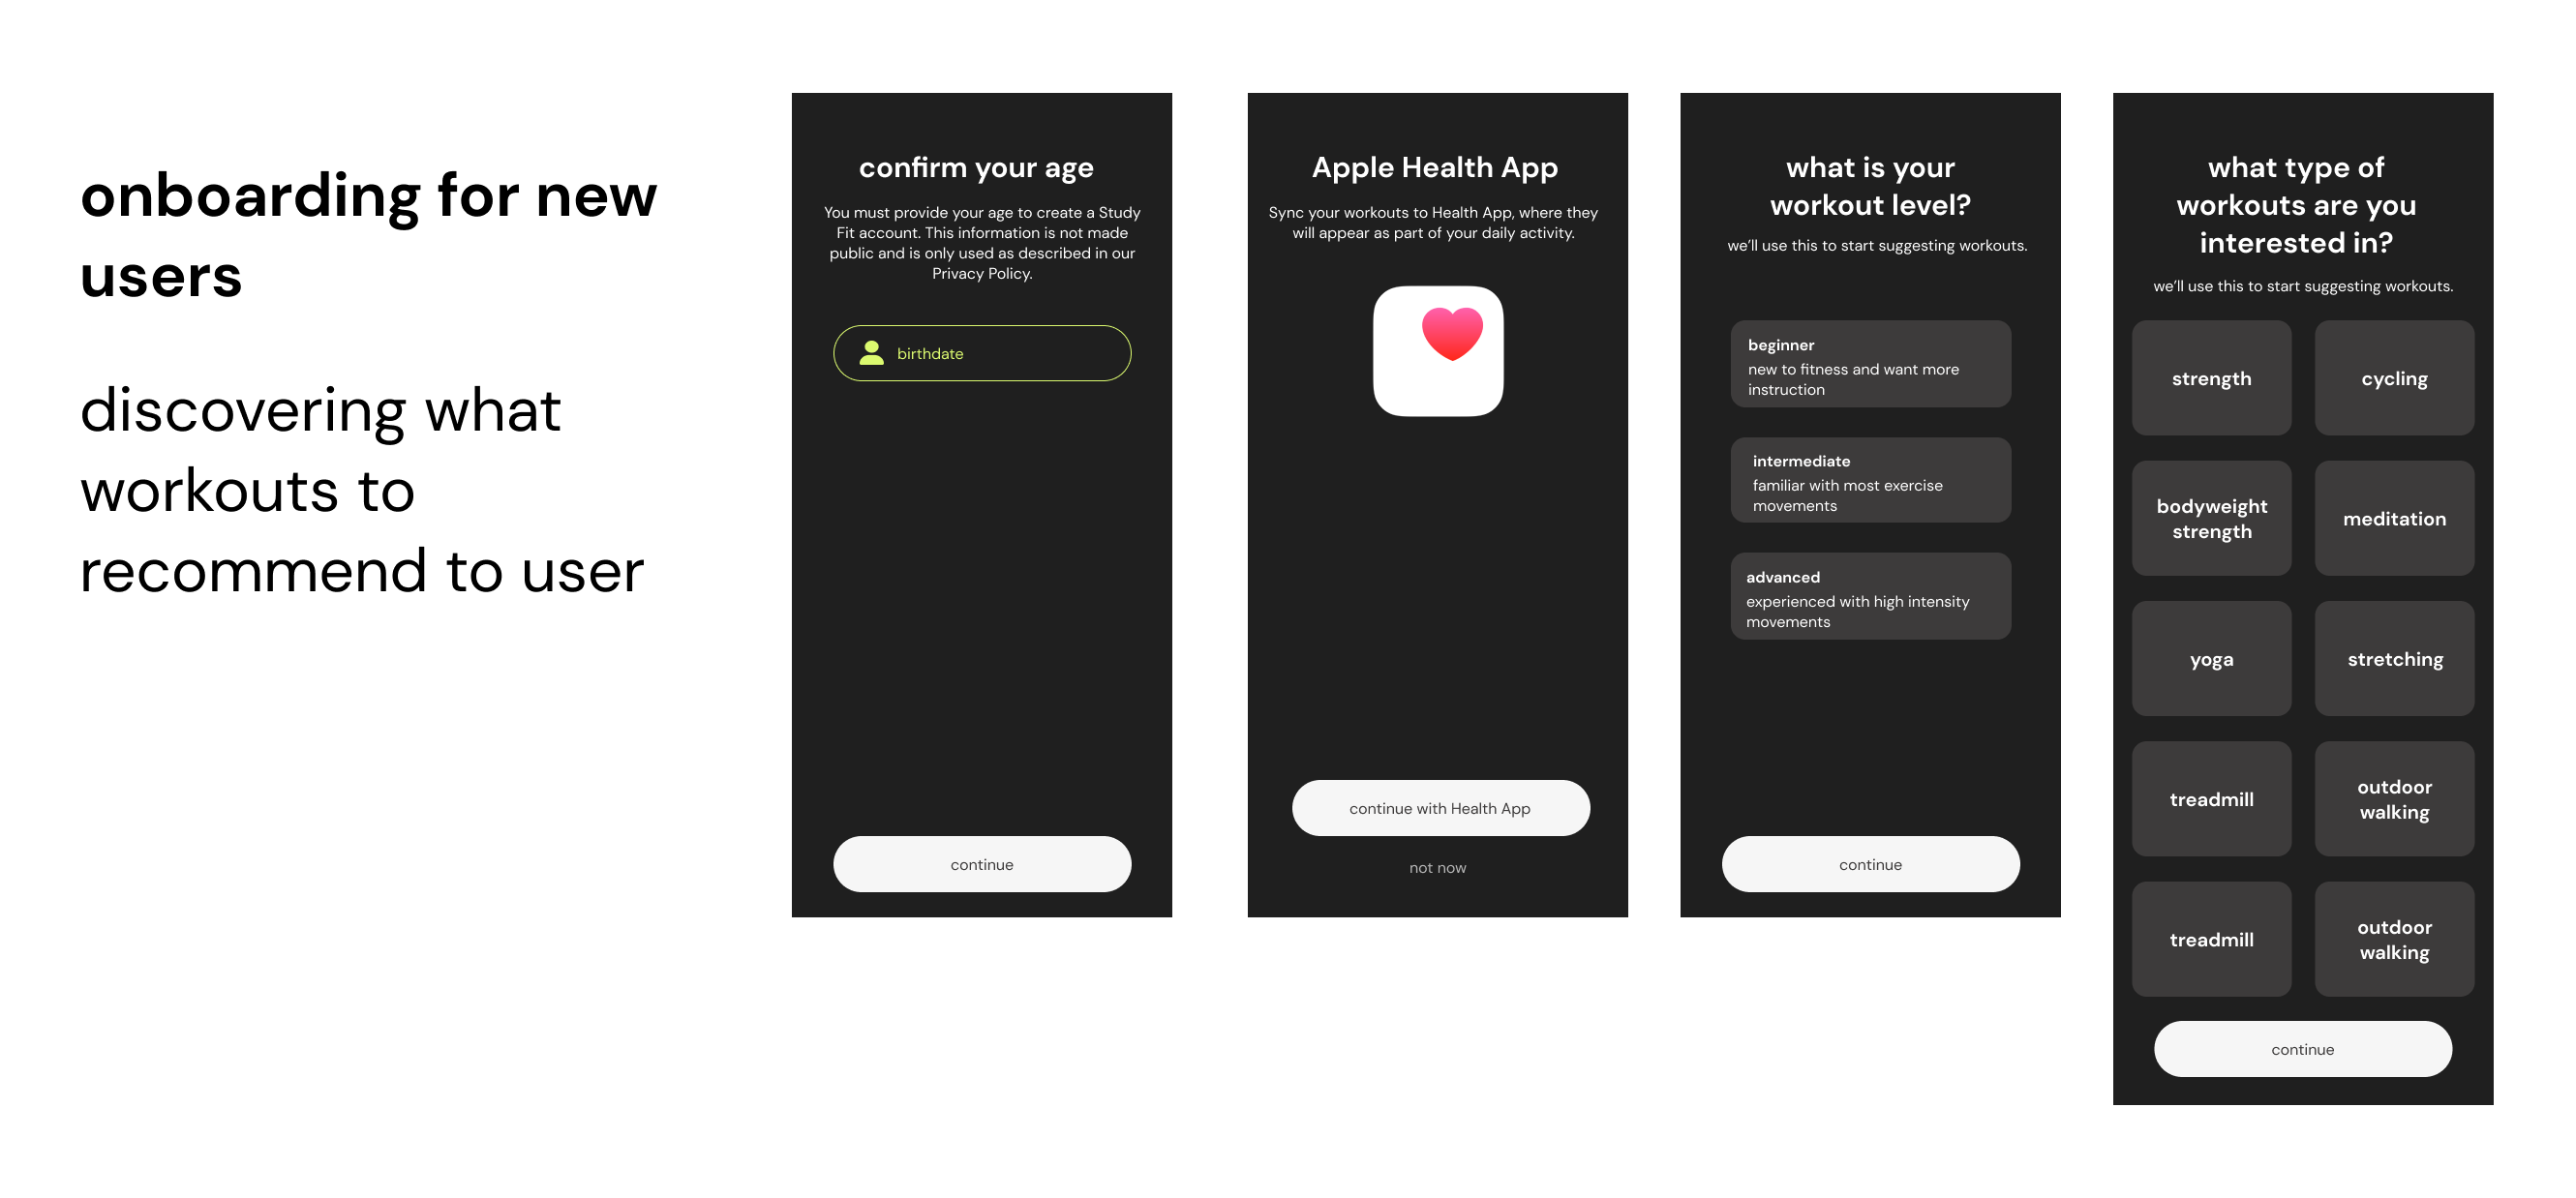 onboarding for new
users
discovering what
workouts to
recommend to user
confirm your age
You must provide your age to create a Study
Fit account. This information is not made
public and is only used as described in our
Privacy Policy.
birthdate
continue
Apple Health App
Sync your workouts to Health App, where they
will appear as part of your daily activity.
continue with Health App
not now
what is your
workout level?
we’ll use this to start suggesting workouts.
beginner
new to fitness and want more
instruction
intermediate
familiar with most exercise
movements
advanced
experienced with high intensity
movements
continue
what type of
workouts are you
interested in?
we’ll use this to start suggesting workouts.
strength
cycling
bodyweight
strength
meditation
yoga
stretching
treadmill
outdoor
walking
treadmill
outdoor
walking
continue